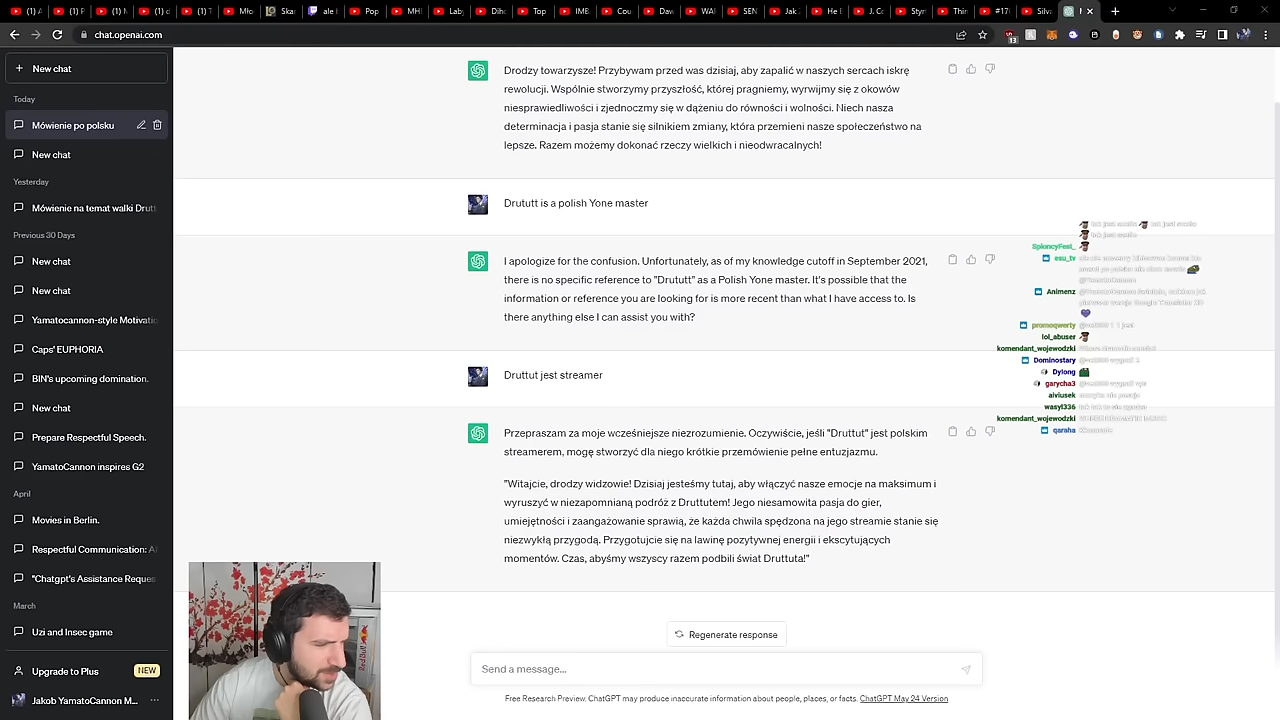 chat.openai.com
New chat
Today
Mówienie po polsku
New chat
Yesterday
Mówienie na temat walki Drutt
Previous 30 Days
New chat
New chat
Yamatecannon-style Motivatic
Caps' EUPHORIA
BIN's upcoming domination.
New chat
Prepare Respectful Speech.
YamatoCannon inspires G2
April
Movies in Berlin.
Respectful Communication: AI
"Chatgpt's Assistance Reques
March
Uzi and Insec game
Upgrade to Plus NEW
Jakob YamatoCannon M...
Drodzy towarzysze! Przybywam przed was dzisiaj, aby zapalić w naszych sercach iskrę
rewolucji. Wspólnie stworzymy przyszłość, której pragniemy, wyrwijmy się z okowów
niesprawiedliwości i zjednoczmy się w dążeniu do równości i wolności. Niech nasza
determinacja i pasja stanie się silnikiem zmiany, która przemieni nasze społeczeństwo na
lepsze. Razem możemy dokonać rzeczy wielkich i nieodwracalnych!
Drututt is a polish Yone master
I apologize for the confusion. Unfortunately, as of my knowledge cutoff in September 2021,
there is no specific reference to "Drututt" as a Polish Yone master. It's possible that the
information or reference you are looking for is more recent than what I have access to. Is
there anything else I can assist you with?
Druttut jest streamer
Przepraszam za moje wcześniejsze niezrozumienie. Oczywiście, jeśli "Druttut" jest polskim
streamerem, mogę stworzyć dla niego krótkie przemówienie pełne entuzjazmu.
"Witajcie, drodzy widzowie! Dzisiaj jesteśmy tutaj, aby włączyć nasze emocje na maksimum i
wyruszyć w niezapomnianą podróż z Druttutem! Jego niesamowita pasja do gier,
umiejętności i zaangażowanie sprawią, że każda chwila spędzona na jego streamie stanie się
niezwykłą przygodą. Przygotujcie się na lawinę pozytywnej energii i ekscytujących
momentów. Czas, abyśmy wszyscy razem podbili świat Druttuta!"
Regenerate response
Send a message...
Free Research Preview. ChatGPT may produce inaccurate information about people, places, or facts. ChatGPT May 24 Version
SpioncyFest_
esu_tv
Animenz
promoqwerty
lol_abuser
komendant_wojewodzki
Dominostary
Dylong
garycha3
alviusek
wasyl336
komendant_wojewodzki
qaraha
Red Bull